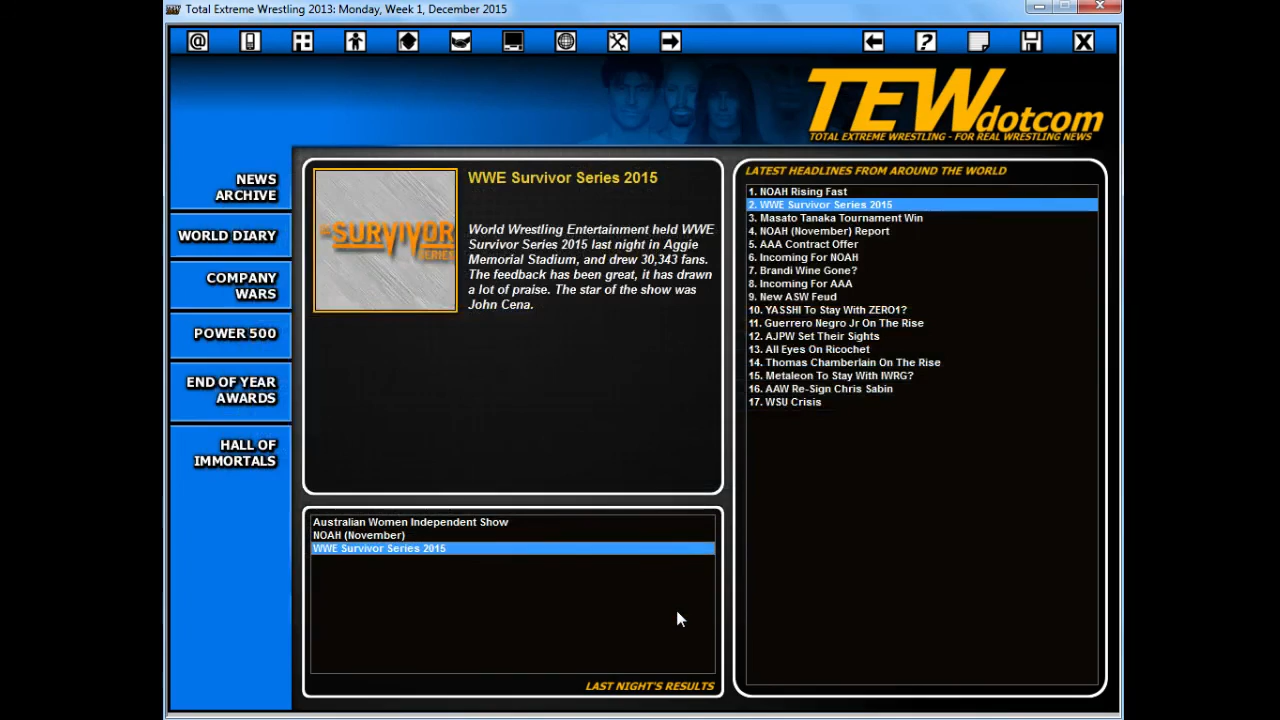 Total Extreme Wrestling 2013: Monday, Week 1, December 2015
TEWdotcom
TOTAL EXTREME WRESTLING - FOR REAL WRESTLING NEWS
NEWS
ARCHIVE
WORLD DIARY
COMPANY
WARS
POWER 500
END OF YEAR
AWARDS
HALL OF
IMMORTALS
SURVIVOR
SERIES
WWE Survivor Series 2015
World Wrestling Entertainment held WWE
Survivor Series 2015 last night in Aggie
Memorial Stadium, and drew 30,343 fans.
The feedback has been great, it has drawn
a lot of praise. The star of the show was
John Cena.
Australian Women Independent Show
NOAH (November)
WWE Survivor Series 2015
LAST NIGHT'S RESULTS
LATEST HEADLINES FROM AROUND THE WORLD
1. NOAH Rising Fast
2. WWE Survivor Series 2015
3. Masato Tanaka Tournament Win
4. NOAH (November) Report
5. AAA Contract Offer
6. Incoming For NOAH
7. Brandi Wine Gone?
8. Incoming For AAA
9. New ASW Feud
10. YASSHI To Stay With ZERO1?
11. Guerrero Negro Jr On The Rise
12. AJPW Set Their Sights
13. All Eyes On Ricochet
14. Thomas Chamberlain On The Rise
15. Metaleon To Stay With IWRG?
16. AAW Re-Sign Chris Sabin
17. WSU Crisis